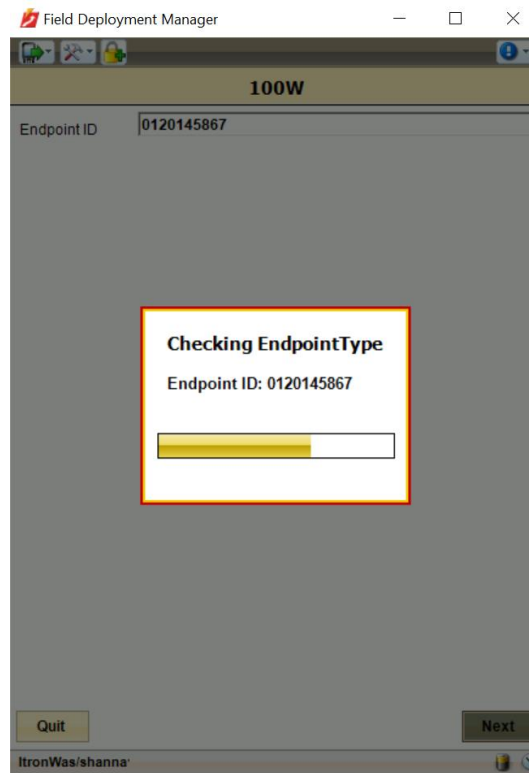 Field Deployment Manager
100W
Endpoint ID 0120145867
Checking EndpointType
Endpoint ID: 0120145867
Quit Next
ItronWas/shanna